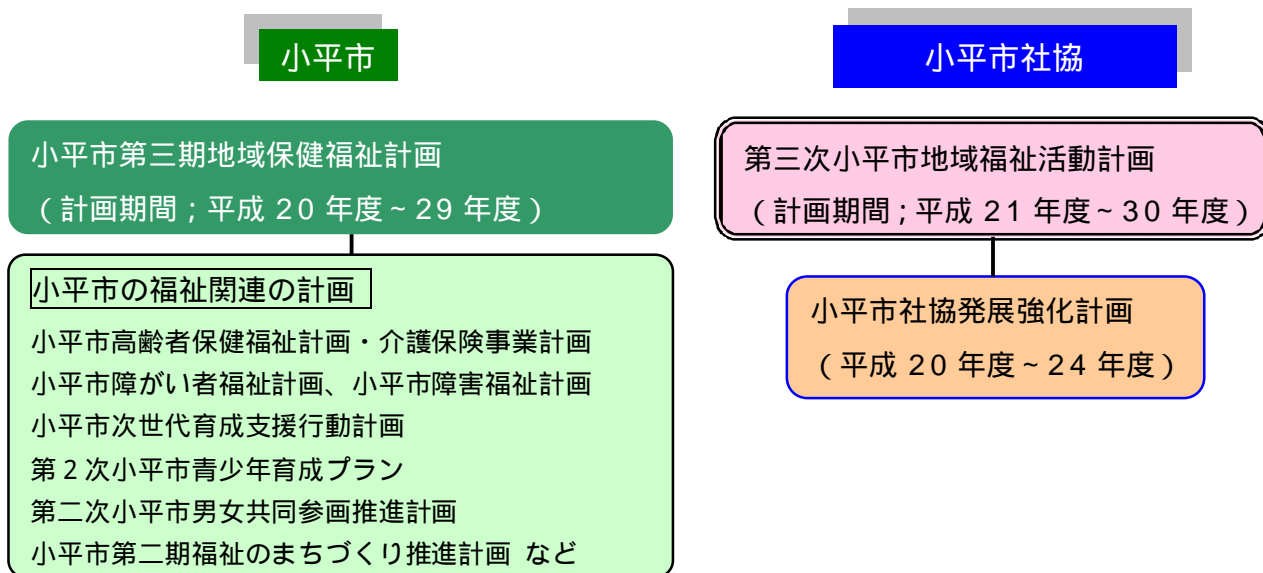 小平市
小平市第三期地域保健福祉計画
（計画期間；平成 20 年度～29 年度）
小平市の福祉関連の計画
小平市高齢者保健福祉計画・介護保険事業計画
小平市障がい者福祉計画、小平市障害福祉計画
小平市次世代育成支援行動計画
第２次小平市青少年育成プラン
第二次小平市男女共同参画推進計画
小平市第二期福祉のまちづくり推進計画 など
小平市社協
第三次小平市地域福祉活動計画
（計画期間；平成 21 年度～30 年度）
小平市社協発展強化計画
（平成 20 年度～24 年度）